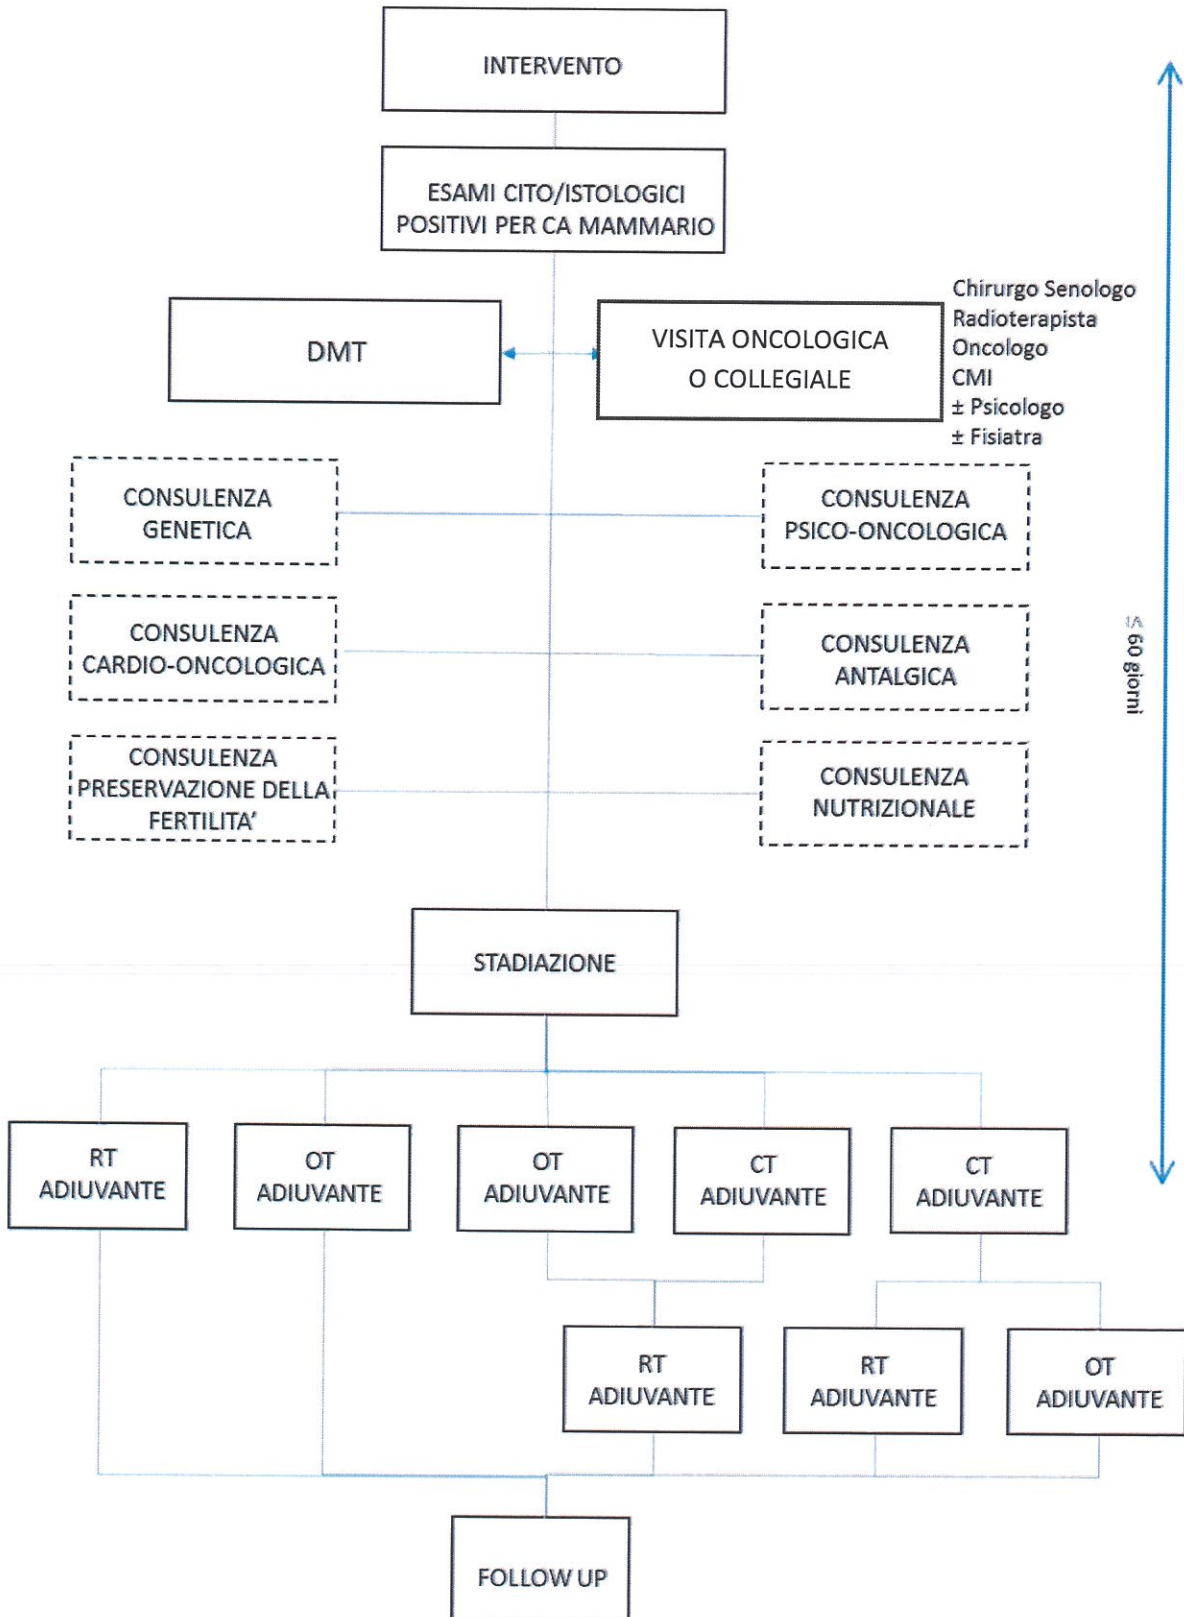 INTERVENTO
ESAMI CITO/ISTOLOGICI
POSITIVI PER CA MAMMARIO
DMT
VISITA ONCOLOGICA
O COLLEGIALE
Chirurgo Senologo
Radioterapista
Oncologo
CMI
± Psicologo
± Fisiatra
CONSULENZA
GENETICA
CONSULENZA
PSICO-ONCOLOGICA
CONSULENZA
CARDIO-ONCOLOGICA
CONSULENZA
ANTALGICA
CONSULENZA
PRESERVAZIONE DELLA
FERTILITA’
CONSULENZA
NUTRIZIONALE
≤ 60 giorni
STADIAZIONE
RT
ADIUVANTE
OT
ADIUVANTE
OT
ADIUVANTE
CT
ADIUVANTE
CT
ADIUVANTE
RT
ADIUVANTE
RT
ADIUVANTE
OT
ADIUVANTE
FOLLOW UP